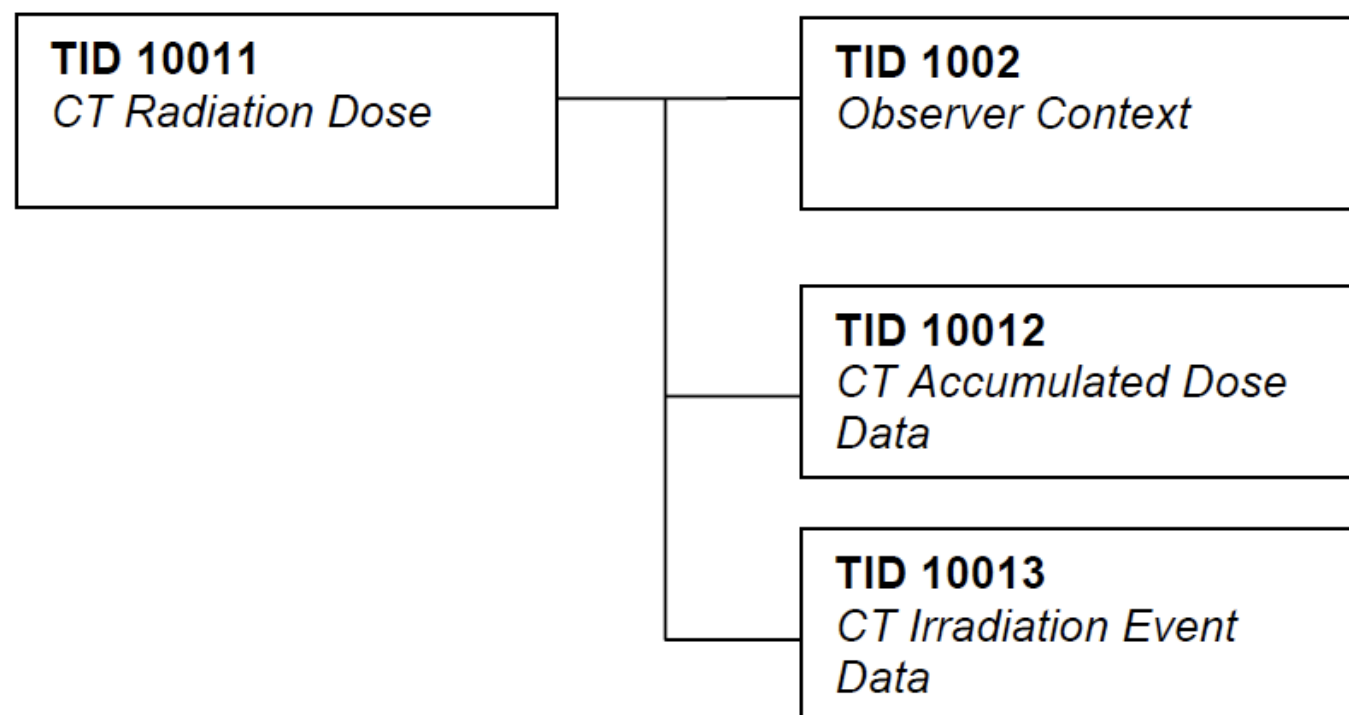 TID 10011
CT Radiation Dose
TID 1002
Observer Context
TID 10012
CT Accumulated Dose
Data
TID 10013
CT Irradiation Event
Data